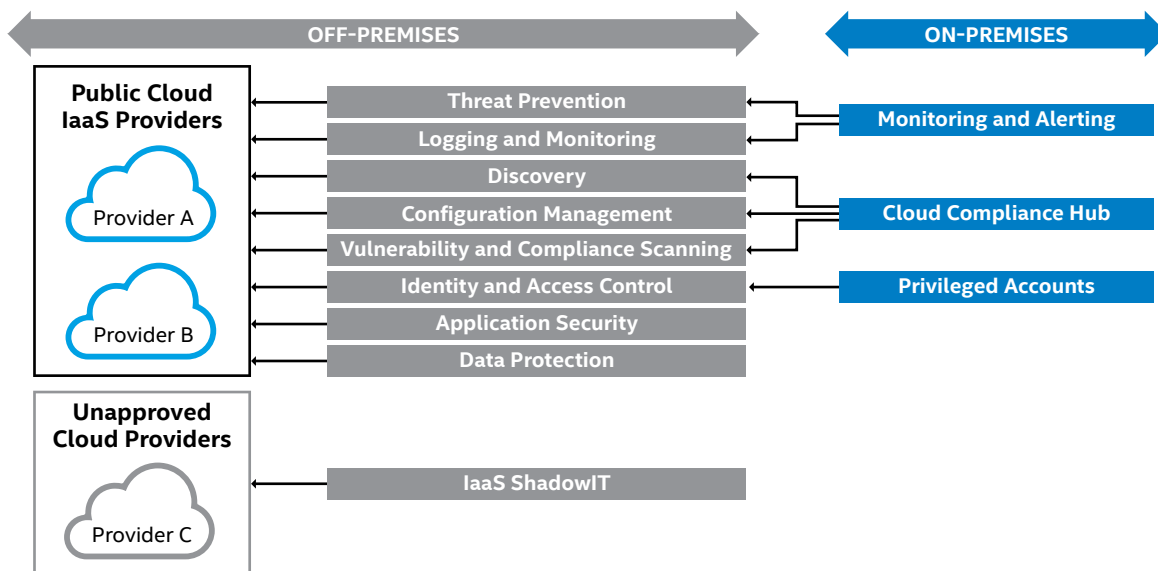 OFF-PREMISES
ON-PREMISES
Public Cloud
IaaS Providers
Provider A
Provider B
Threat Prevention
Logging and Monitoring
Discovery
Configuration Management
Vulnerability and Compliance Scanning
Identity and Access Control
Application Security
Data Protection
Monitoring and Alerting
Cloud Compliance Hub
Privileged Accounts
Unapproved
Cloud Providers
Provider C
IaaS ShadowIT